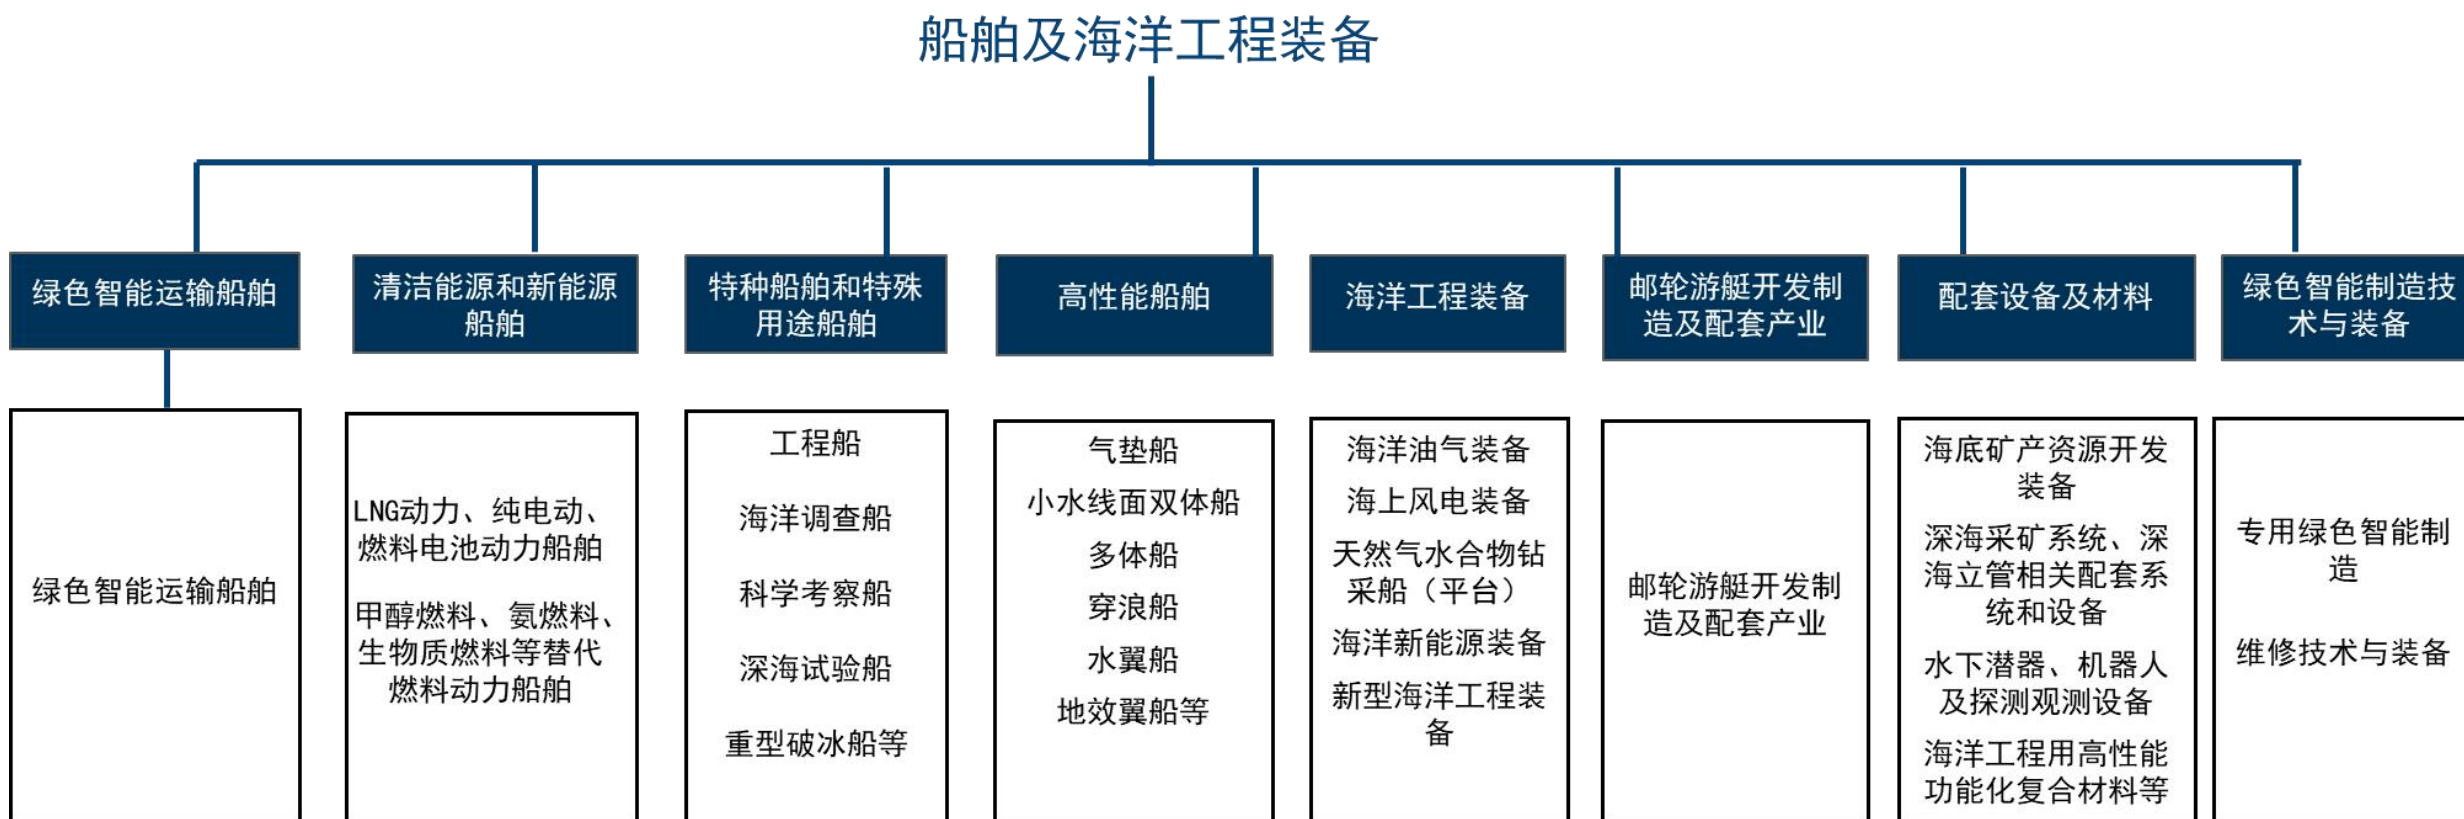 船舶及海洋工程装备
绿色智能运输船舶
清洁能源和新能源
船舶
特种船舶和特殊
用途船舶
高性能船舶
海洋工程装备
邮轮游艇开发制
造及配套产业
配套设备及材料
绿色智能制造技
术与装备
绿色智能运输船舶
LNG动力、纯电动、
燃料电池动力船舶
甲醇燃料、氨燃料、
生物质燃料等替代
燃料动力船舶
工程船
海洋调查船
科学考察船
深海试验船
重型破冰船等
气垫船
小水线面双体船
多体船
穿浪船
水翼船
地效翼船等
海洋油气装备
海上风电装备
天然气水合物钻
采船（平台）
海洋新能源装备
新型海洋工程装
备
邮轮游艇开发制
造及配套产业
海底矿产资源开发
装备
深海采矿系统、深
海立管相关配套系
统和设备
水下潜器、机器人
及探测观测设备
海洋工程用高性能
功能化复合材料等
专用绿色智能制
造
维修技术与装备